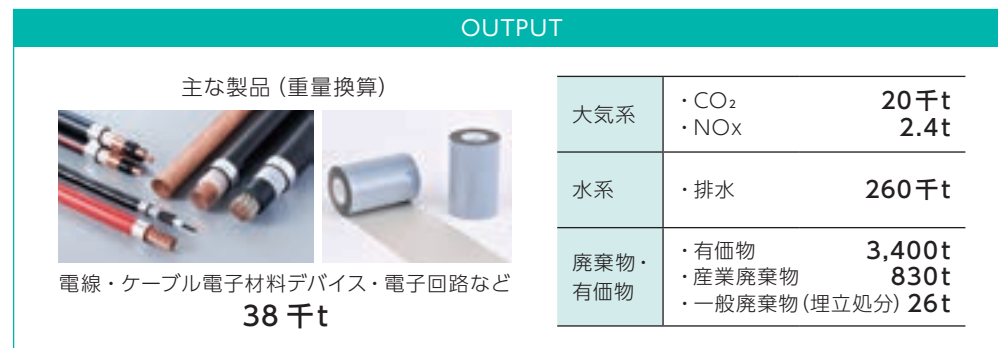 OUTPUT
主な製品（重量換算）
電線・ケーブル電子材料デバイス・電子回路など
38 千t
大気系
・CO₂ 20千t
・NOx 2.4t
水系
・排水 260千t
廃棄物・
有価物
・有価物 3,400t
・産業廃棄物 830t
・一般廃棄物（埋立処分） 26t